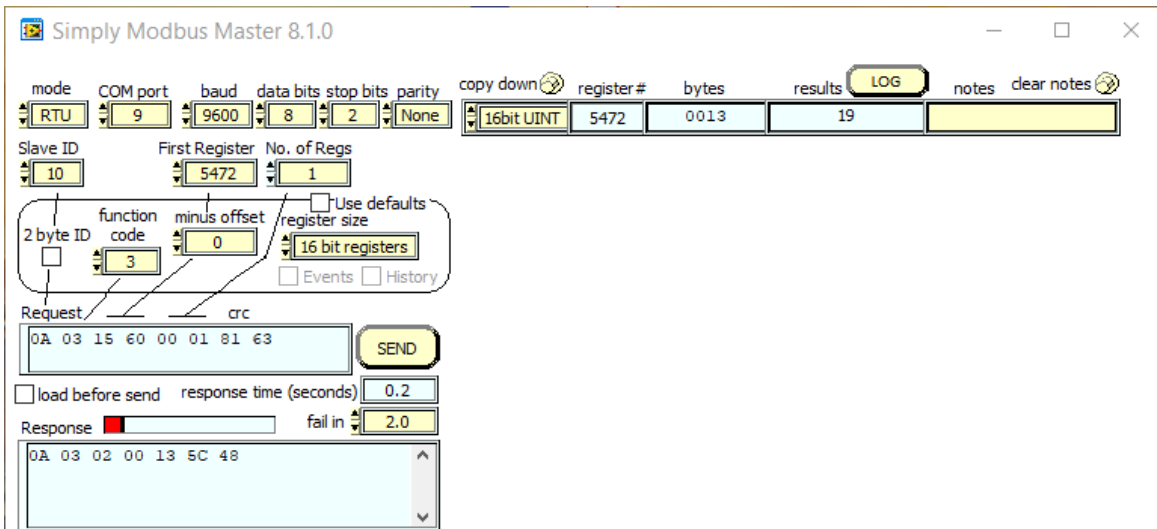 Simply Modbus Master 8.1.0
mode COM port baud data bits stop bits parity copy down register # bytes results LOG notes clear notes
RTU 9 9600 8 2 None 16bit UINT 5472 0013 19
Slave ID First Register No. of Regs
10 5472 1
Use defaults
2 byte ID function code minus offset register size
3 0 16 bit registers
Events History
Request crc
0A 03 15 60 00 01 81 63
SEND
load before send response time (seconds) 0.2
Response fail in 2.0
0A 03 02 00 13 5C 48